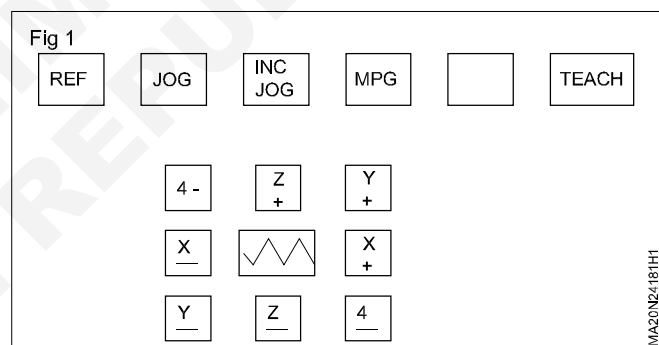 Fig 1
REF JOG INC JOG MPG TEACH
4 - Z + Y +
X - X +
Y - Z - 4 -
MA20N24181H1